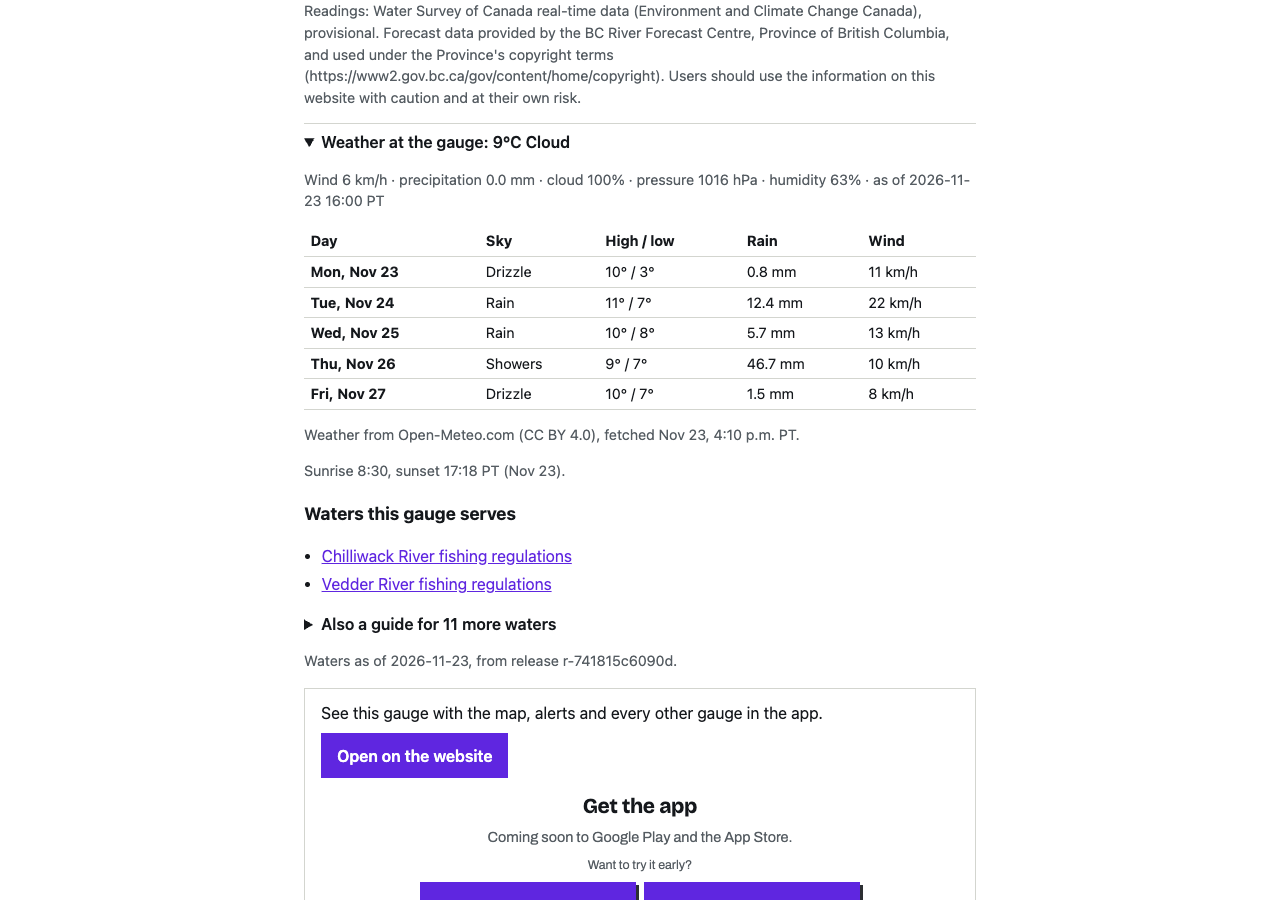 Readings: Water Survey of Canada real-time data (Environment and Climate Change Canada),
provisional. Forecast data provided by the BC River Forecast Centre, Province of British Columbia,
and used under the Province's copyright terms
(https://www2.gov.bc.ca/gov/content/home/copyright). Users should use the information on this
website with caution and at their own risk.
▼ Weather at the gauge: 9°C Cloud
Wind 6 km/h · precipitation 0.0 mm · cloud 100% · pressure 1016 hPa · humidity 63% · as of 2026-11-
23 16:00 PT
Day Sky High / low Rain Wind
Mon, Nov 23 Drizzle 10° / 3° 0.8 mm 11 km/h
Tue, Nov 24 Rain 11° / 7° 12.4 mm 22 km/h
Wed, Nov 25 Rain 10° / 8° 5.7 mm 13 km/h
Thu, Nov 26 Showers 9° / 7° 46.7 mm 10 km/h
Fri, Nov 27 Drizzle 10° / 7° 1.5 mm 8 km/h
Weather from Open-Meteo.com (CC BY 4.0), fetched Nov 23, 4:10 p.m. PT.
Sunrise 8:30, sunset 17:18 PT (Nov 23).
Waters this gauge serves
• Chilliwack River fishing regulations
• Vedder River fishing regulations
▶ Also a guide for 11 more waters
Waters as of 2026-11-23, from release r-741815c6090d.
See this gauge with the map, alerts and every other gauge in the app.
Open on the website
Get the app
Coming soon to Google Play and the App Store.
Want to try it early?